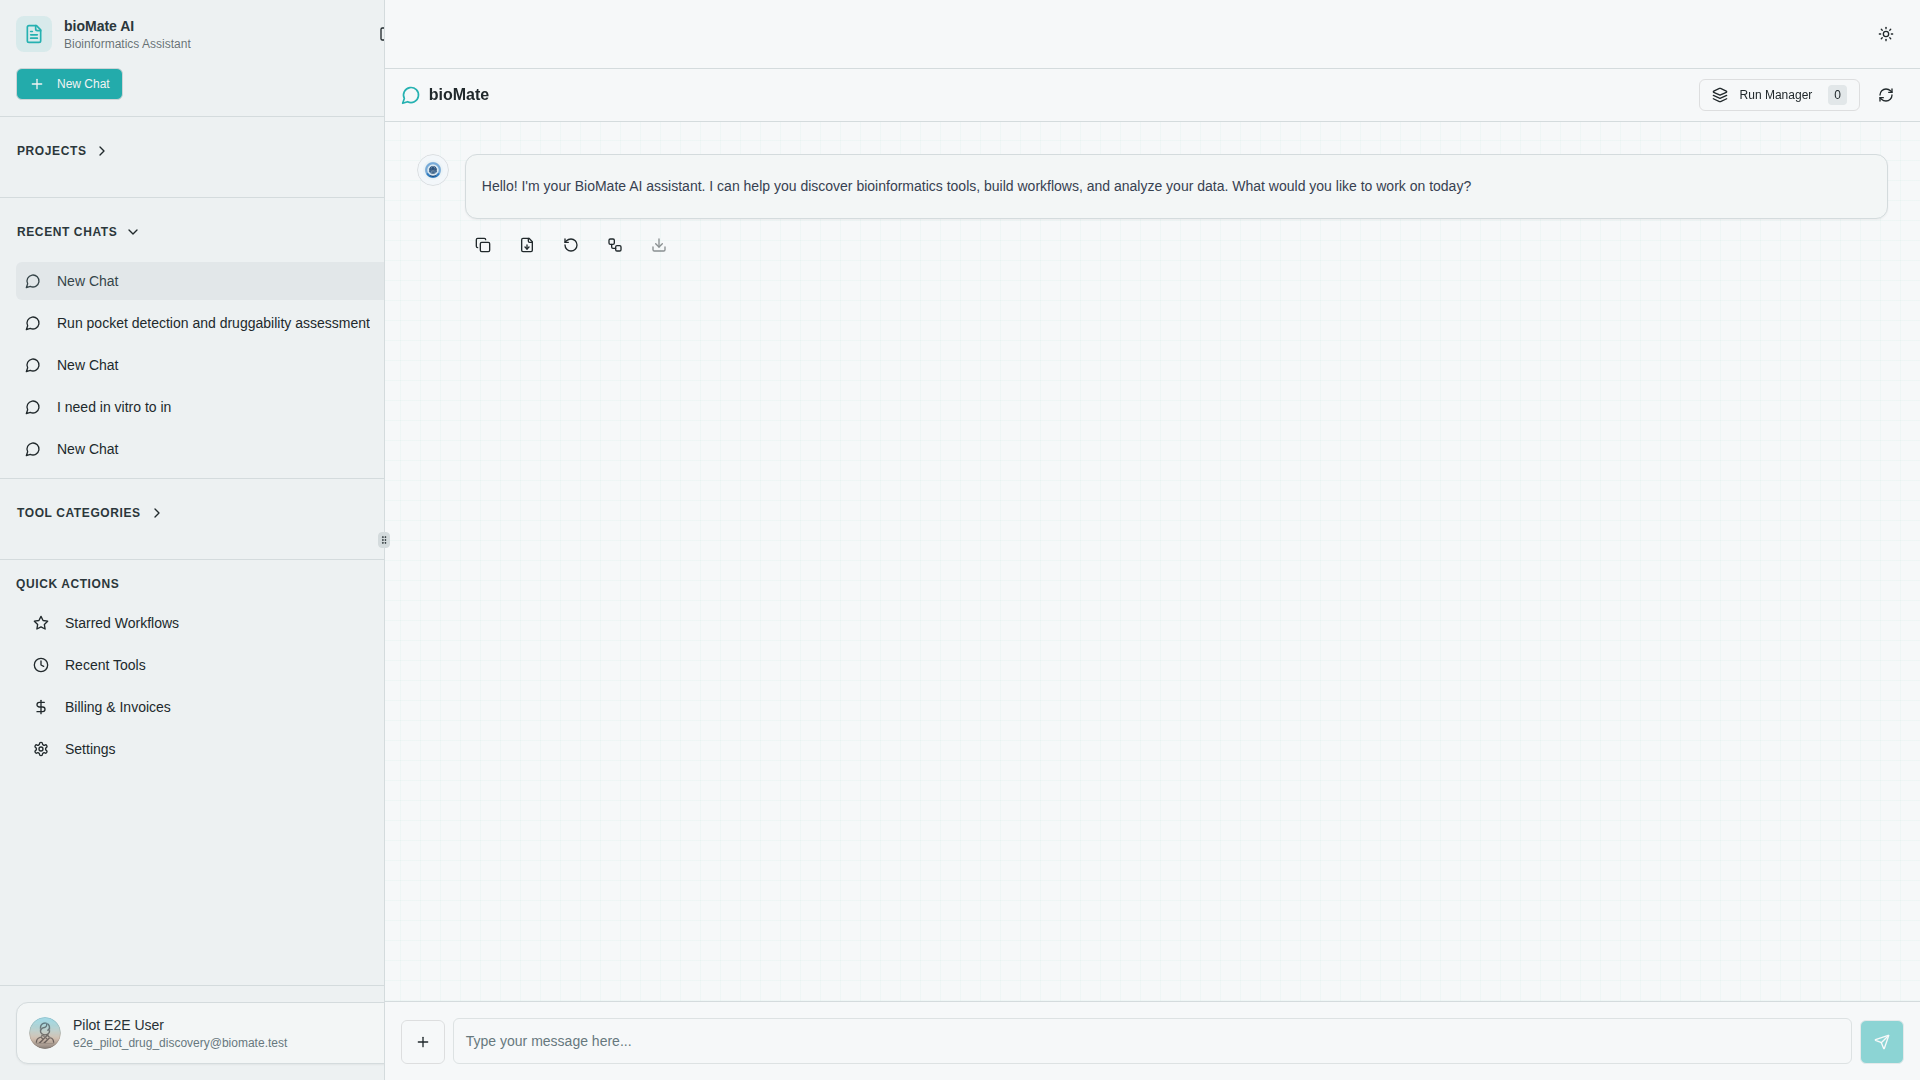 bioMate AI
Bioinformatics Assistant
New Chat
PROJECTS
RECENT CHATS
New Chat
Run pocket detection and druggability assessment
New Chat
I need in vitro to in
New Chat
TOOL CATEGORIES
QUICK ACTIONS
Starred Workflows
Recent Tools
Billing & Invoices
Settings
Pilot E2E User
e2e_pilot_drug_discovery@biomate.test
bioMate
Run Manager 0
Hello! I'm your BioMate AI assistant. I can help you discover bioinformatics tools, build workflows, and analyze your data. What would you like to work on today?
Type your message here...